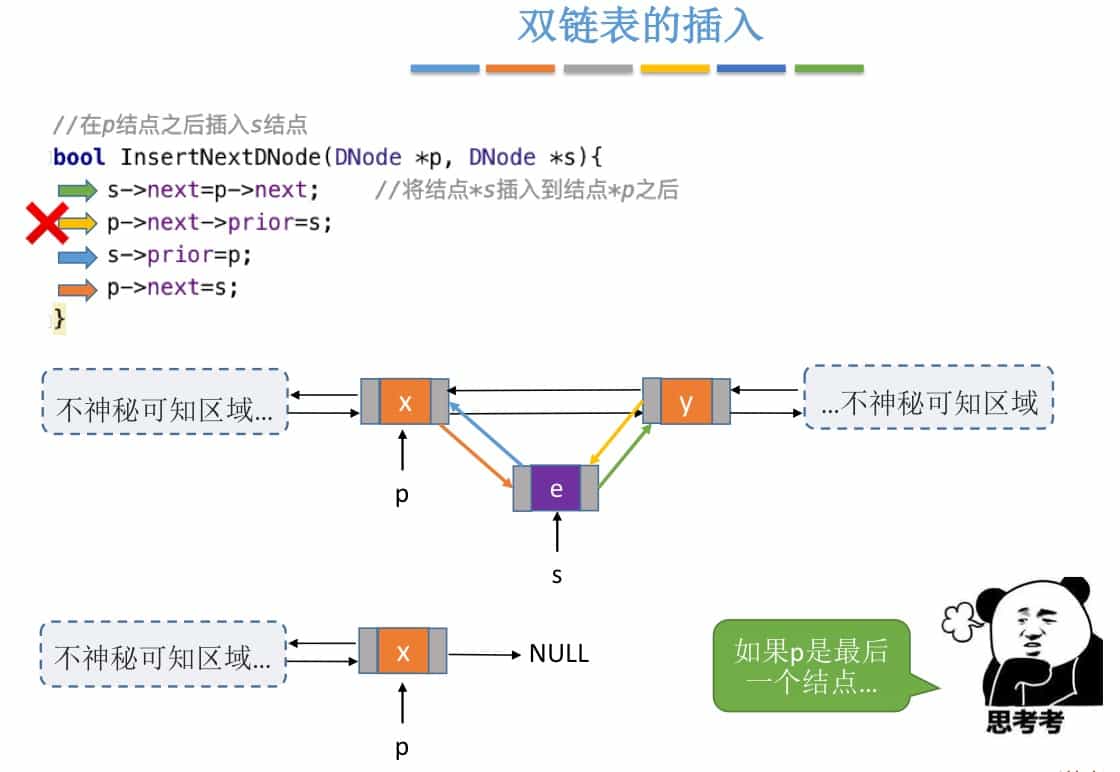 双链表的插入
//在p结点之后插入s结点
bool InsertNextDNode(DNode *p, DNode *s){
s->next=p->next; //将结点*s插入到结点*p之后
p->next->prior=s;
s->prior=p;
p->next=s;
}
不神秘可知区域... x y ...不神秘可知区域
p e
s
不神秘可知区域... x NULL
p
如果p是最后
一个结点...
思考考